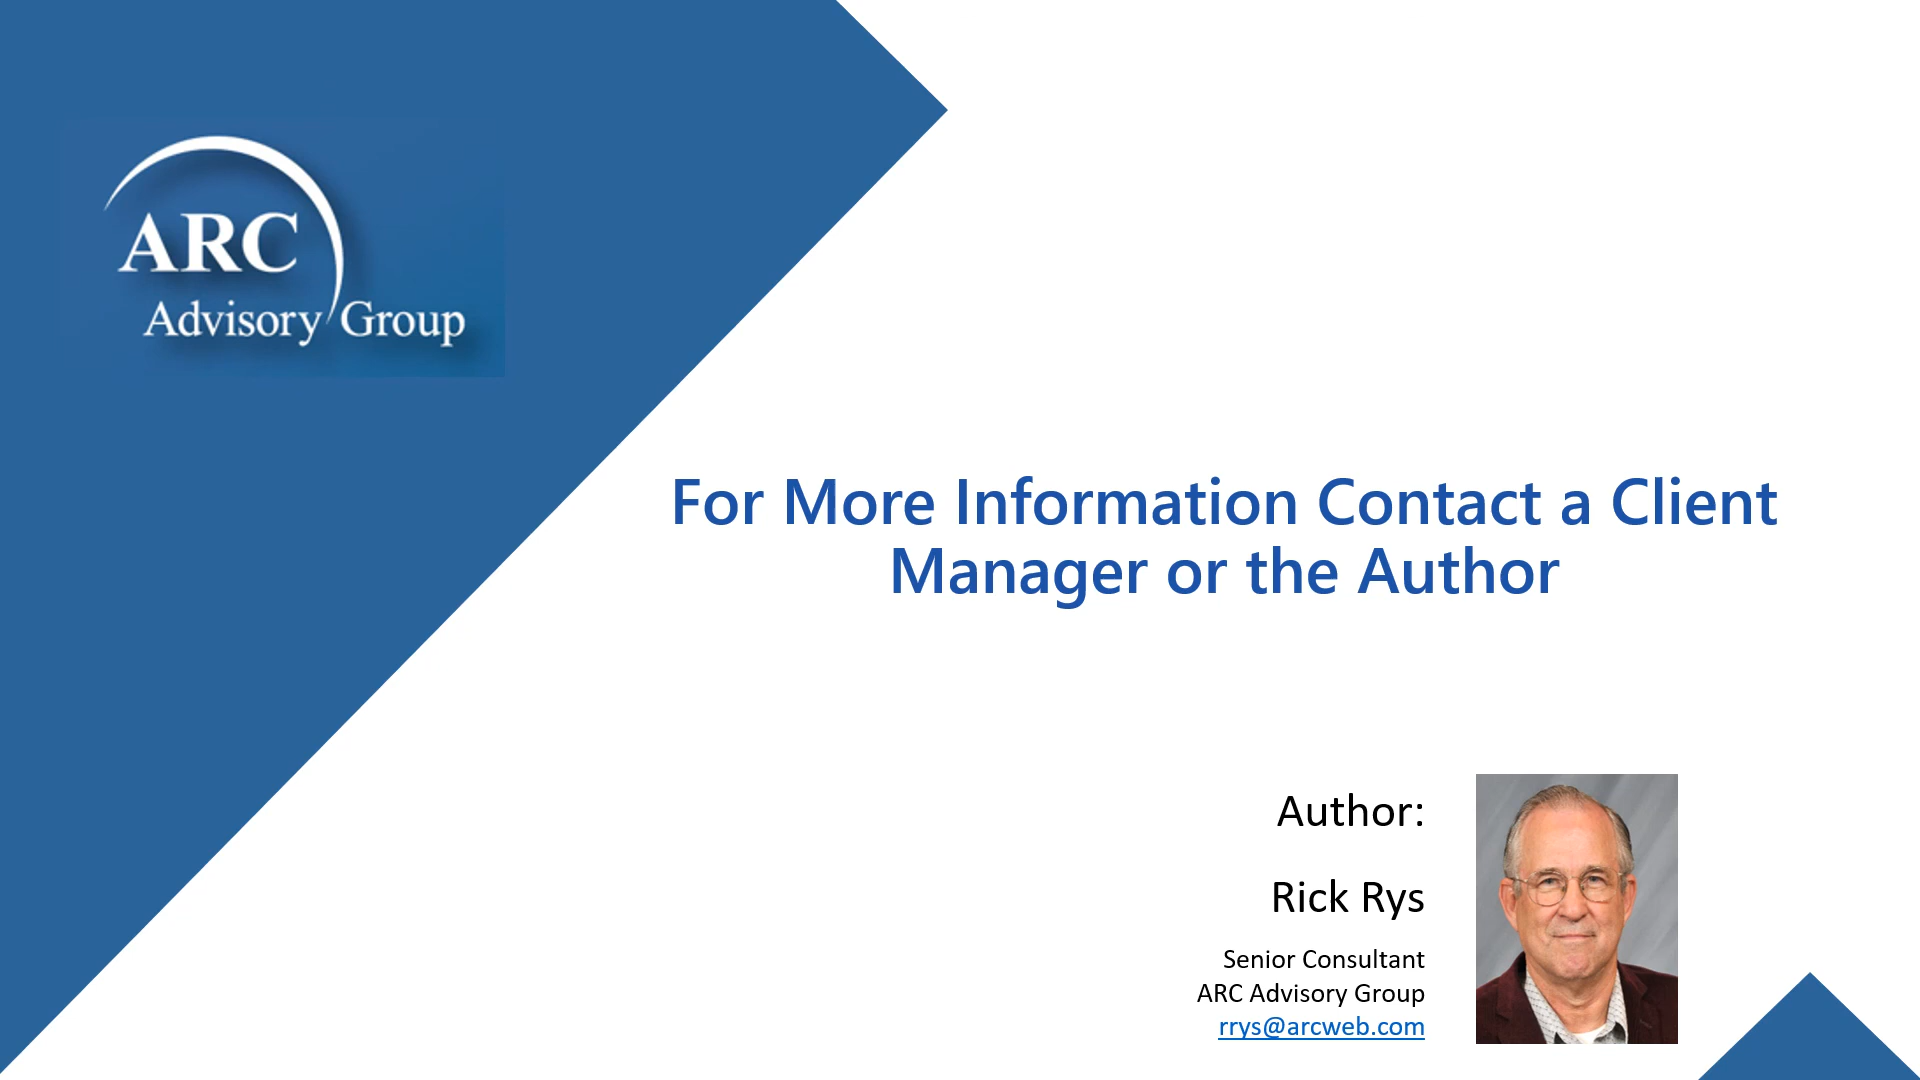 ARC
Advisory Group
For More Information Contact a Client
Manager or the Author
Author:
Rick Rys
Senior Consultant
ARC Advisory Group
rrys@arcweb.com